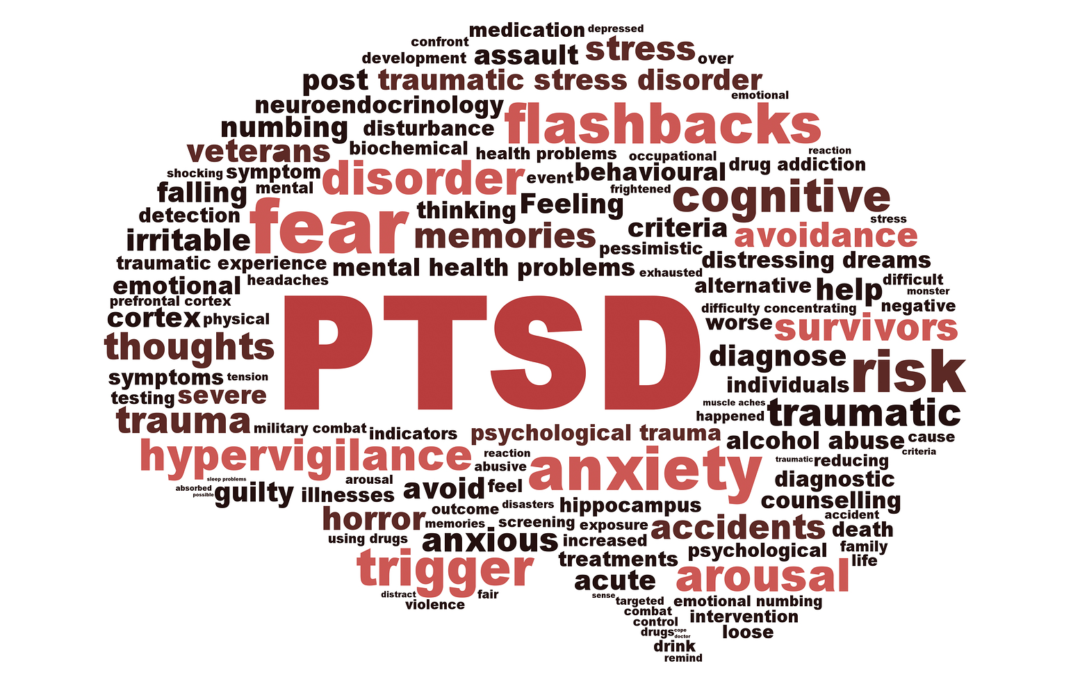 medication depressed
confront
development assault stress over
post traumatic stress disorder
emotional
neuroendocrinology flashbacks
numbing disturbance
veterans biochemical health problems occupational reaction
shocking symptom disorder event behavioural drug addiction
falling mental frightened cognitive
detection fear thinking Feeling criteria stress
irritable memories pessimistic avoidance
traumatic experience mental health problems exhausted distressing dreams
emotional headaches alternative help difficult
monster
prefrontal cortex difficulty concentrating negative
cortex physical PTSD worse survivors
thoughts diagnose risk
symptoms tension individuals
testing severe muscle aches traumatic
trauma military combat indicators psychological trauma happened
alcohol abuse cause
hypervigilance reaction anxiety traumatic reducing criteria
abusive
sleep problems arousal diagnostic
absorbed possible guilty illnesses avoid feel counselling
outcome disasters hippocampus
horror memories screening exposure accidents accident death
using drugs anxious increased psychological family
trigger treatments life
acute arousal
distract fair sense targeted emotional numbing
violence combat intervention
control
drugs cope doctor loose
drink
remind